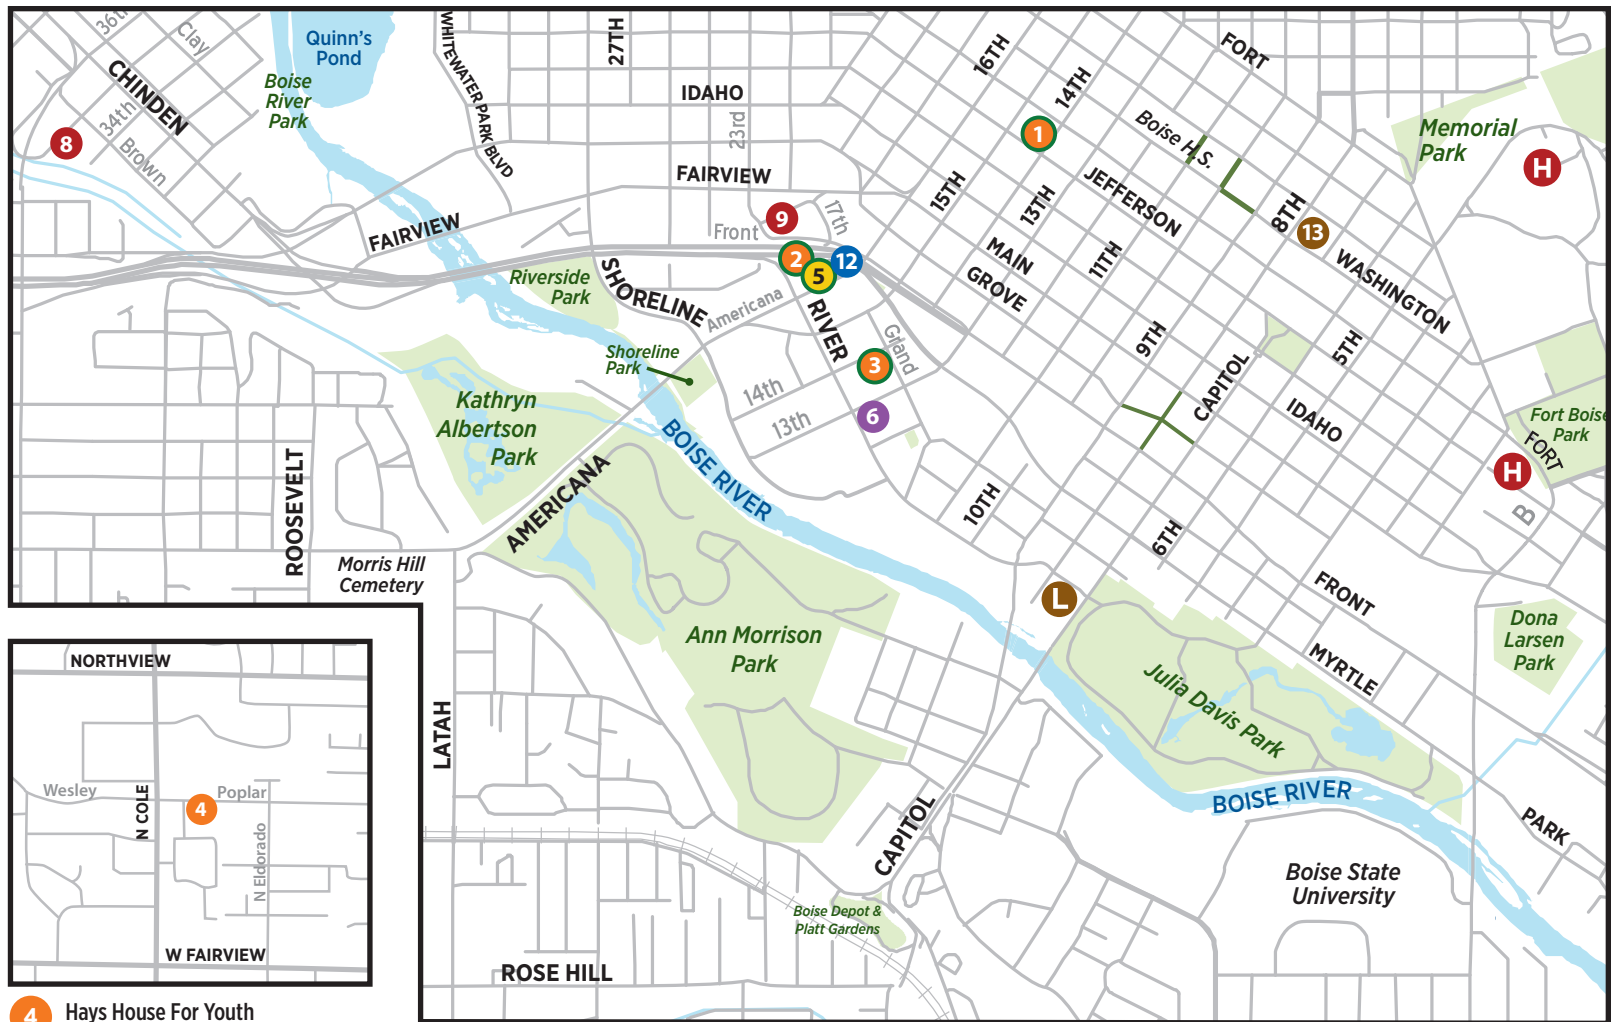 36th
Clay
Quinn's
Pond
WHITEWATER PARK BLVD
27TH
16TH
14TH
FORT
Boise
River
Park
CHINDEN
34th
Brown
8
IDAHO
23rd
FAIRVIEW
1
Boise H.S.
Memorial
Park
H
15TH
13TH
JEFFERSON
8TH
13
WASHINGTON
FAIRVIEW
9
17th
Front
2
5
12
MAIN
GROVE
11TH
Riverside
Park
SHORELINE
Americana
RIVER
Grand
9TH
CAPITOL
5TH
IDAHO
Shoreline
Park
3
14th
13th
6
Kathryn
Albertson
Park
BOISE RIVER
Fort Boise
Park
FORT
H
B
ROOSEVELT
AMERICANA
10TH
6TH
Morris Hill
Cemetery
L
FRONT
MYRTLE
Dona
Larsen
Park
Ann Morrison
Park
Julia Davis Park
NORTHVIEW
LATAH
Wesley
N COLE
4
Poplar
N Eldorado
W FAIRVIEW
CAPITOL
BOISE RIVER
PARK
Boise State
University
Boise Depot &
Platt Gardens
ROSE HILL
4 Hays House For Youth